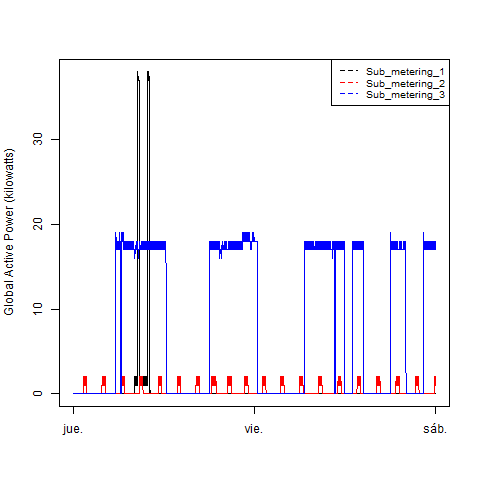 Sub_metering_1
Sub_metering_2
Sub_metering_3
Global Active Power (kilowatts)
30
20
10
0
jue.
vie.
sáb.